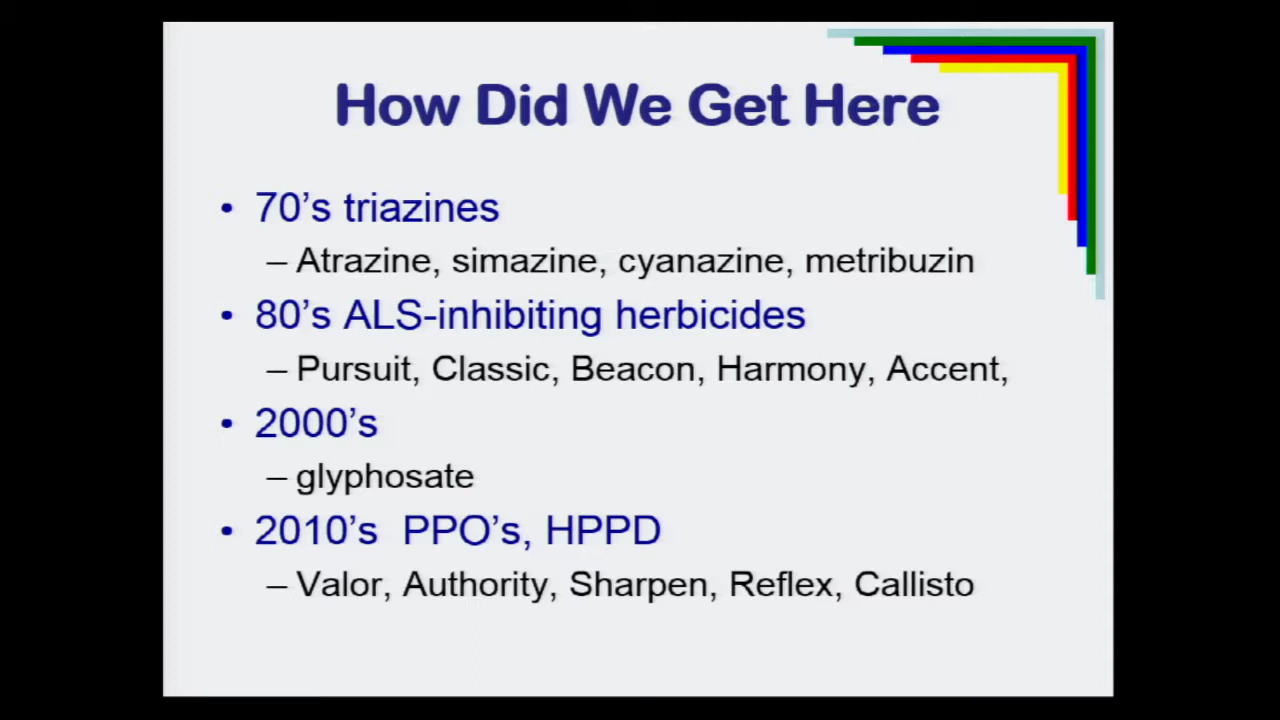 How Did We Get Here
• 70’s triazines
– Atrazine, simazine, cyanazine, metribuzin
• 80’s ALS-inhibiting herbicides
– Pursuit, Classic, Beacon, Harmony, Accent,
• 2000’s
– glyphosate
• 2010’s  PPO’s, HPPD
– Valor, Authority, Sharpen, Reflex, Callisto